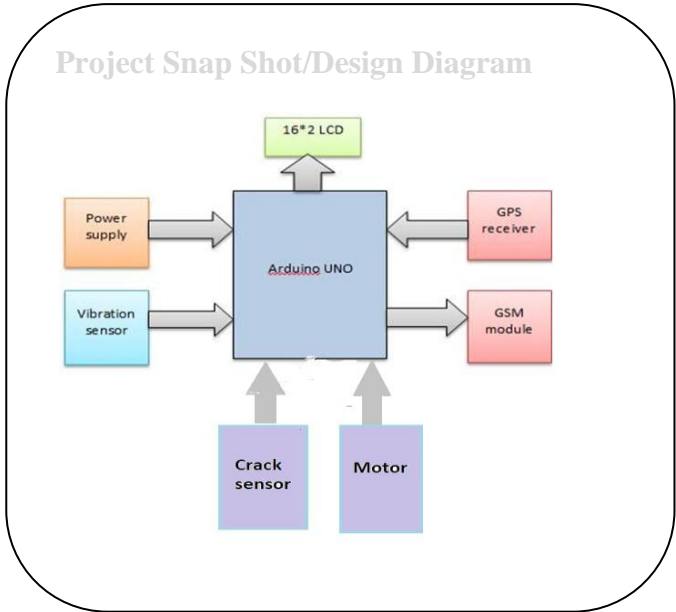 Project Snap Shot/Design Diagram
16*2 LCD
Power
supply
GPS
receiver
Arduino UNO
Vibration
sensor
GSM
module
Crack
sensor
Motor